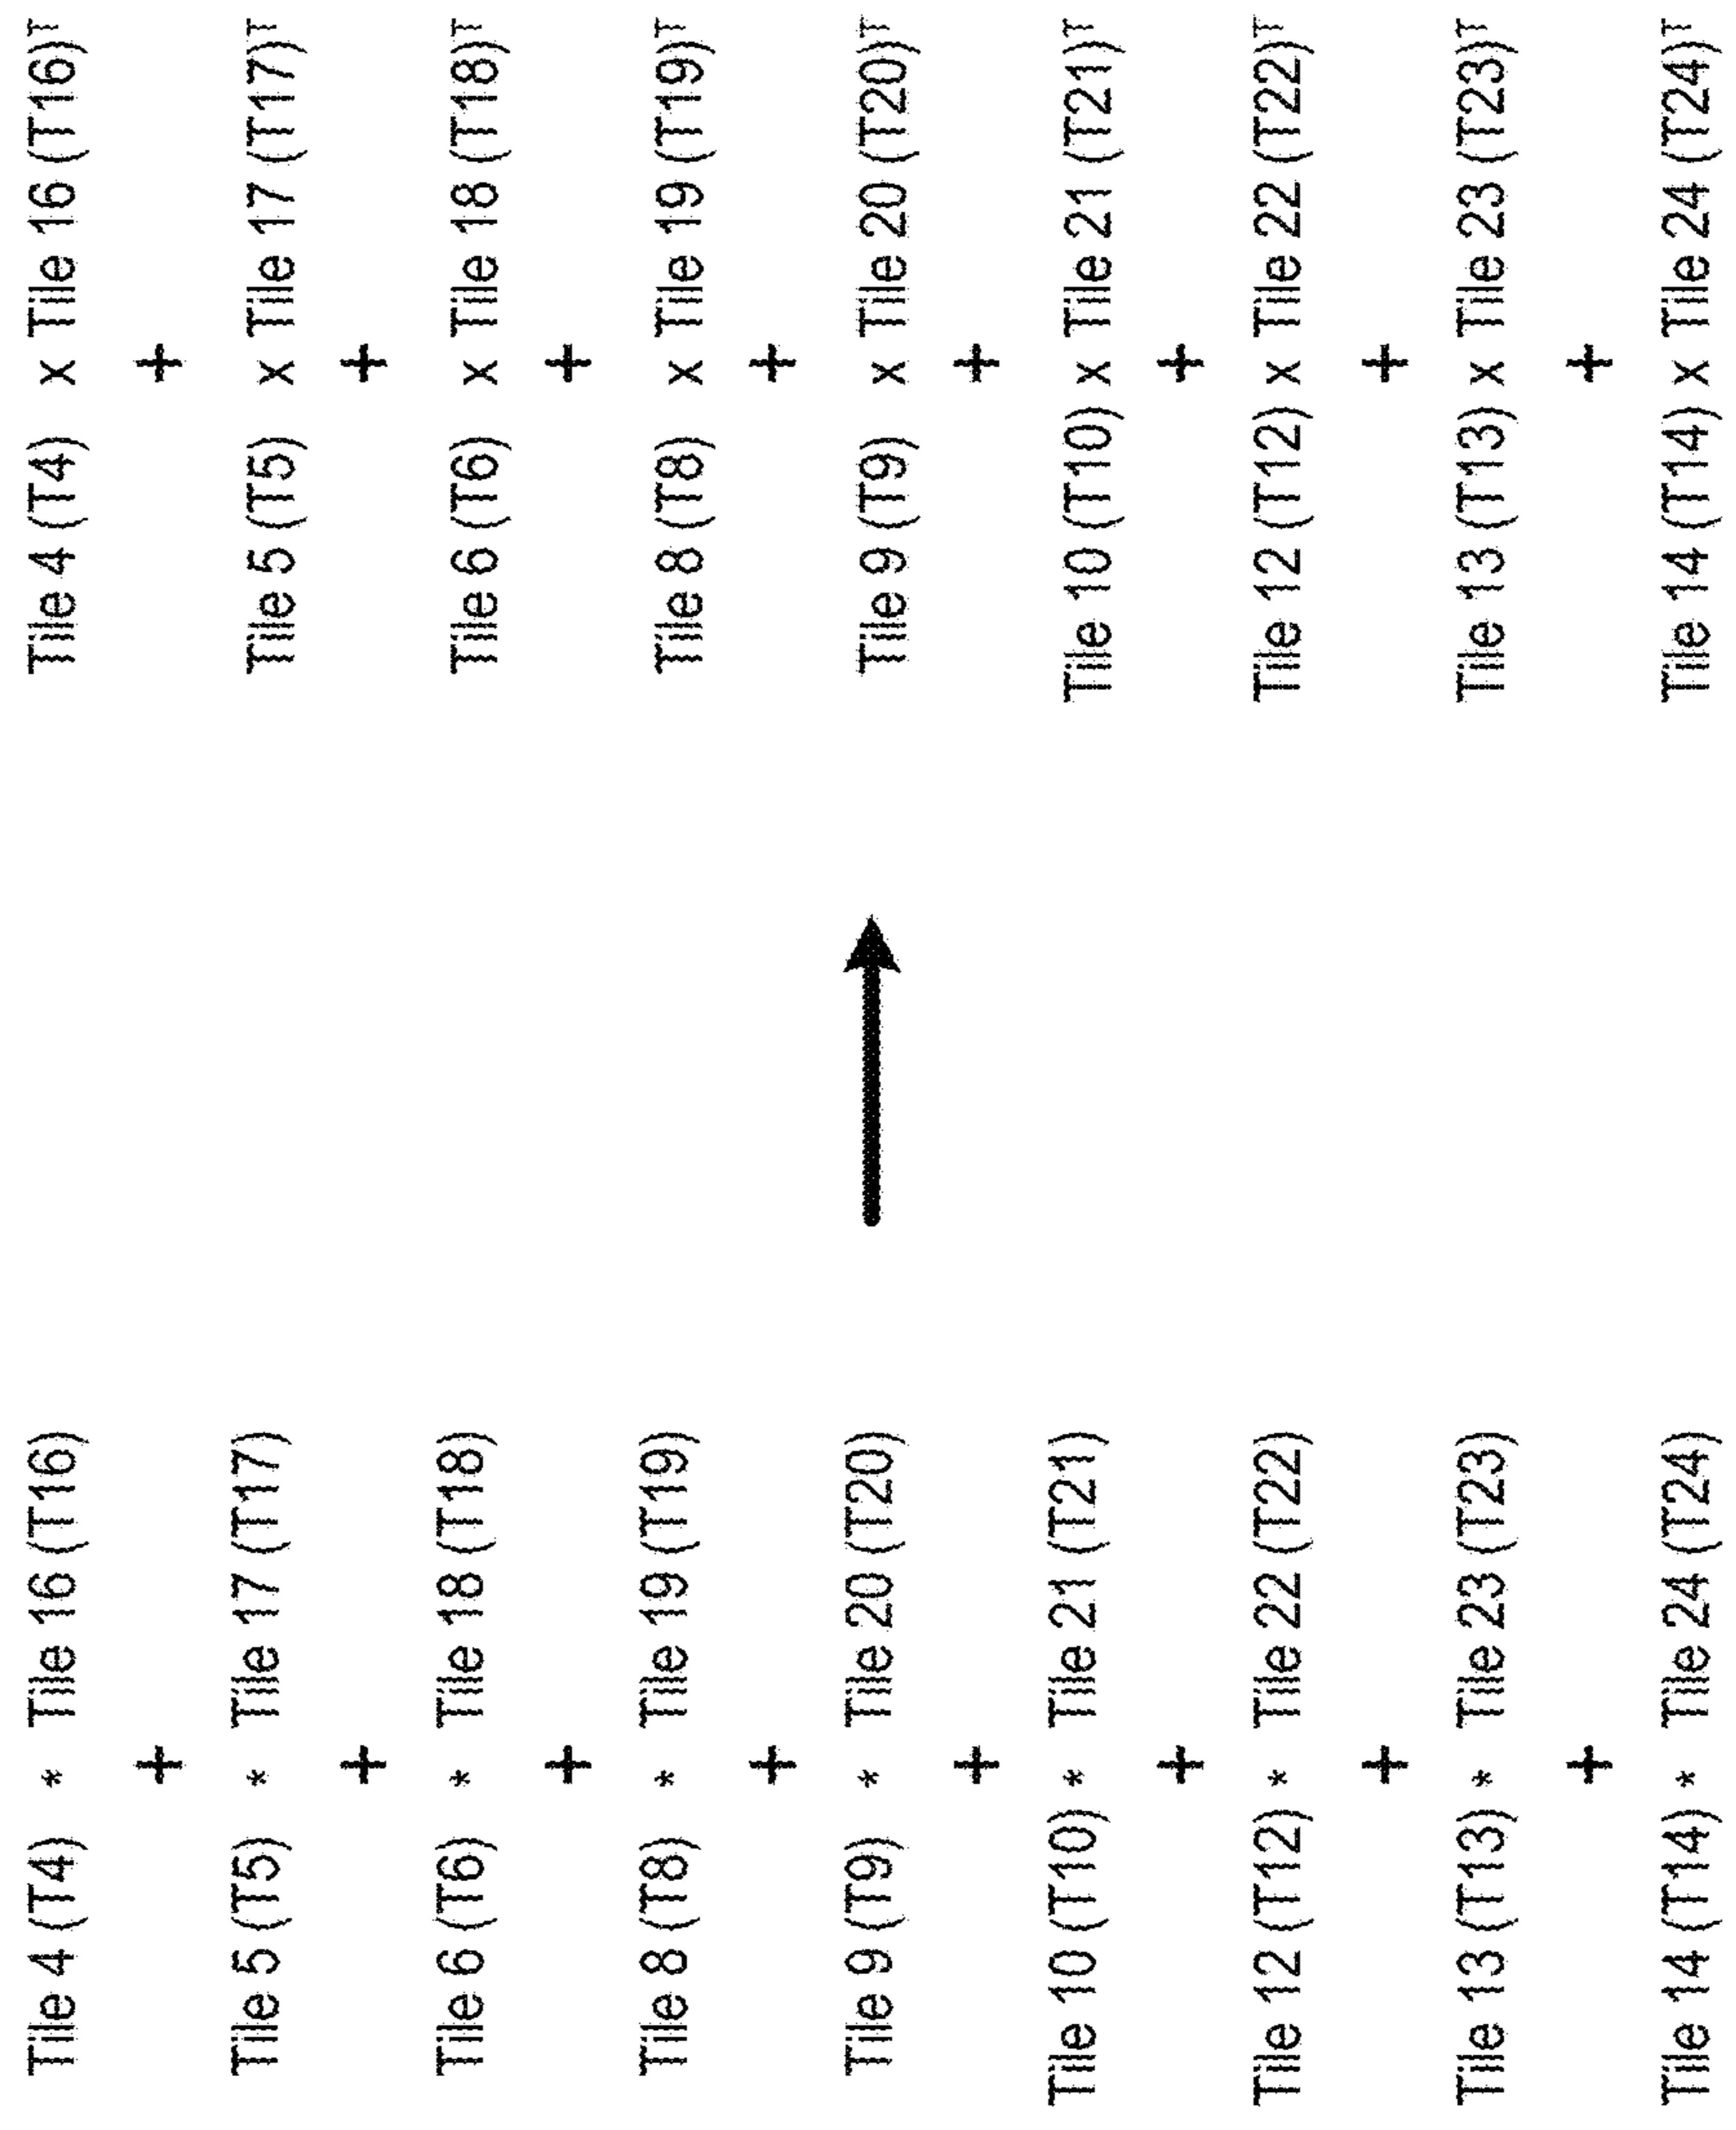 Tile 4 (T4) * Tile 16 (T16)
+
Tile 5 (T5) * Tile 17 (T17)
+
Tile 6 (T6) * Tile 18 (T18)
+
Tile 8 (T8) * Tile 19 (T19)
+
Tile 9 (T9) * Tile 20 (T20)
+
Tile 10 (T10) * Tile 21 (T21)
+
Tile 12 (T12) * Tile 22 (T22)
+
Tile 13 (T13) * Tile 23 (T23)
+
Tile 14 (T14) * Tile 24 (T24)
Tile 4 (T4) x Tile 16 (T16)ᵀ
+
Tile 5 (T5) x Tile 17 (T17)ᵀ
+
Tile 6 (T6) x Tile 18 (T18)ᵀ
+
Tile 8 (T8) x Tile 19 (T19)ᵀ
+
Tile 9 (T9) x Tile 20 (T20)ᵀ
+
Tile 10 (T10) x Tile 21 (T21)ᵀ
+
Tile 12 (T12) x Tile 22 (T22)ᵀ
+
Tile 13 (T13) x Tile 23 (T23)ᵀ
+
Tile 14 (T14) x Tile 24 (T24)ᵀ